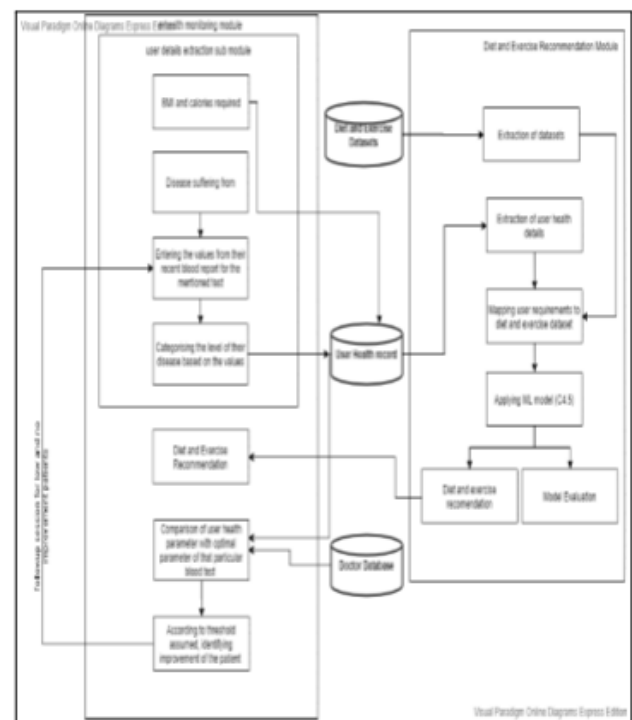 Visual Paradigm Online Diagrams Express Edition
health monitoring module
user details extraction sub module
Diet and Exercise Recommendation Module
BMI and calories required
Diet and Exercise
Datasets
Extraction of datasets
Disease suffering from
Extraction of user health
details
Entering the values from their
recent blood report for the
mentioned test
Mapping user requirements to
diet and exercise dataset
Categorising the level of their
disease based on the values
User Health record
Applying ML model (C4.5)
followup session for low and no
improvement patients
Diet and Exercise
Recommendation
Diet and exercise
recomendation
Model Evaluation
Comparison of user health
parameter with optimal
parameter of that particular
blood test
Doctor Database
According to threshold
assumed, identifying
improvement of the patient
Visual Paradigm Online Diagrams Express Edition